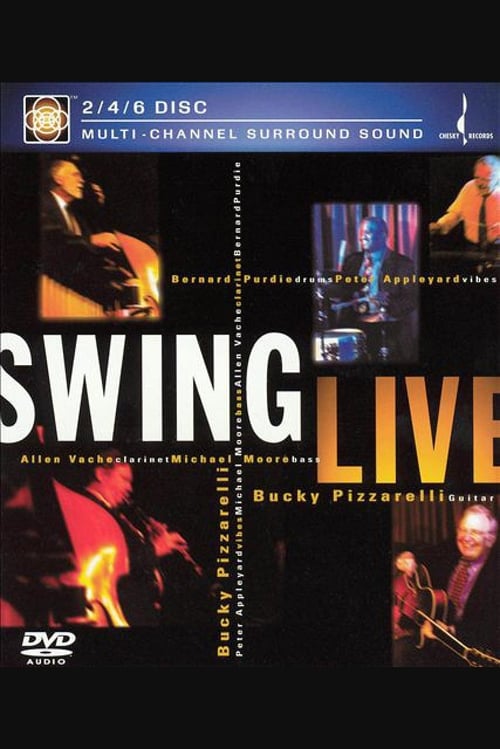 2/4/6 DISC
MULTI-CHANNEL SURROUND SOUND
CHESKY RECORDS
TM
Bernard Purdie drums Peter Appleyard vibes
SWING
LIVE
Allen Vache clarinet Michael Moore bass
Bucky Pizzarelli Guitar
Bucky Pizzarelli
Peter Appleyard vibes Michael Moore bass Allen Vache clarinet Bernard Purdie
DVD
AUDIO